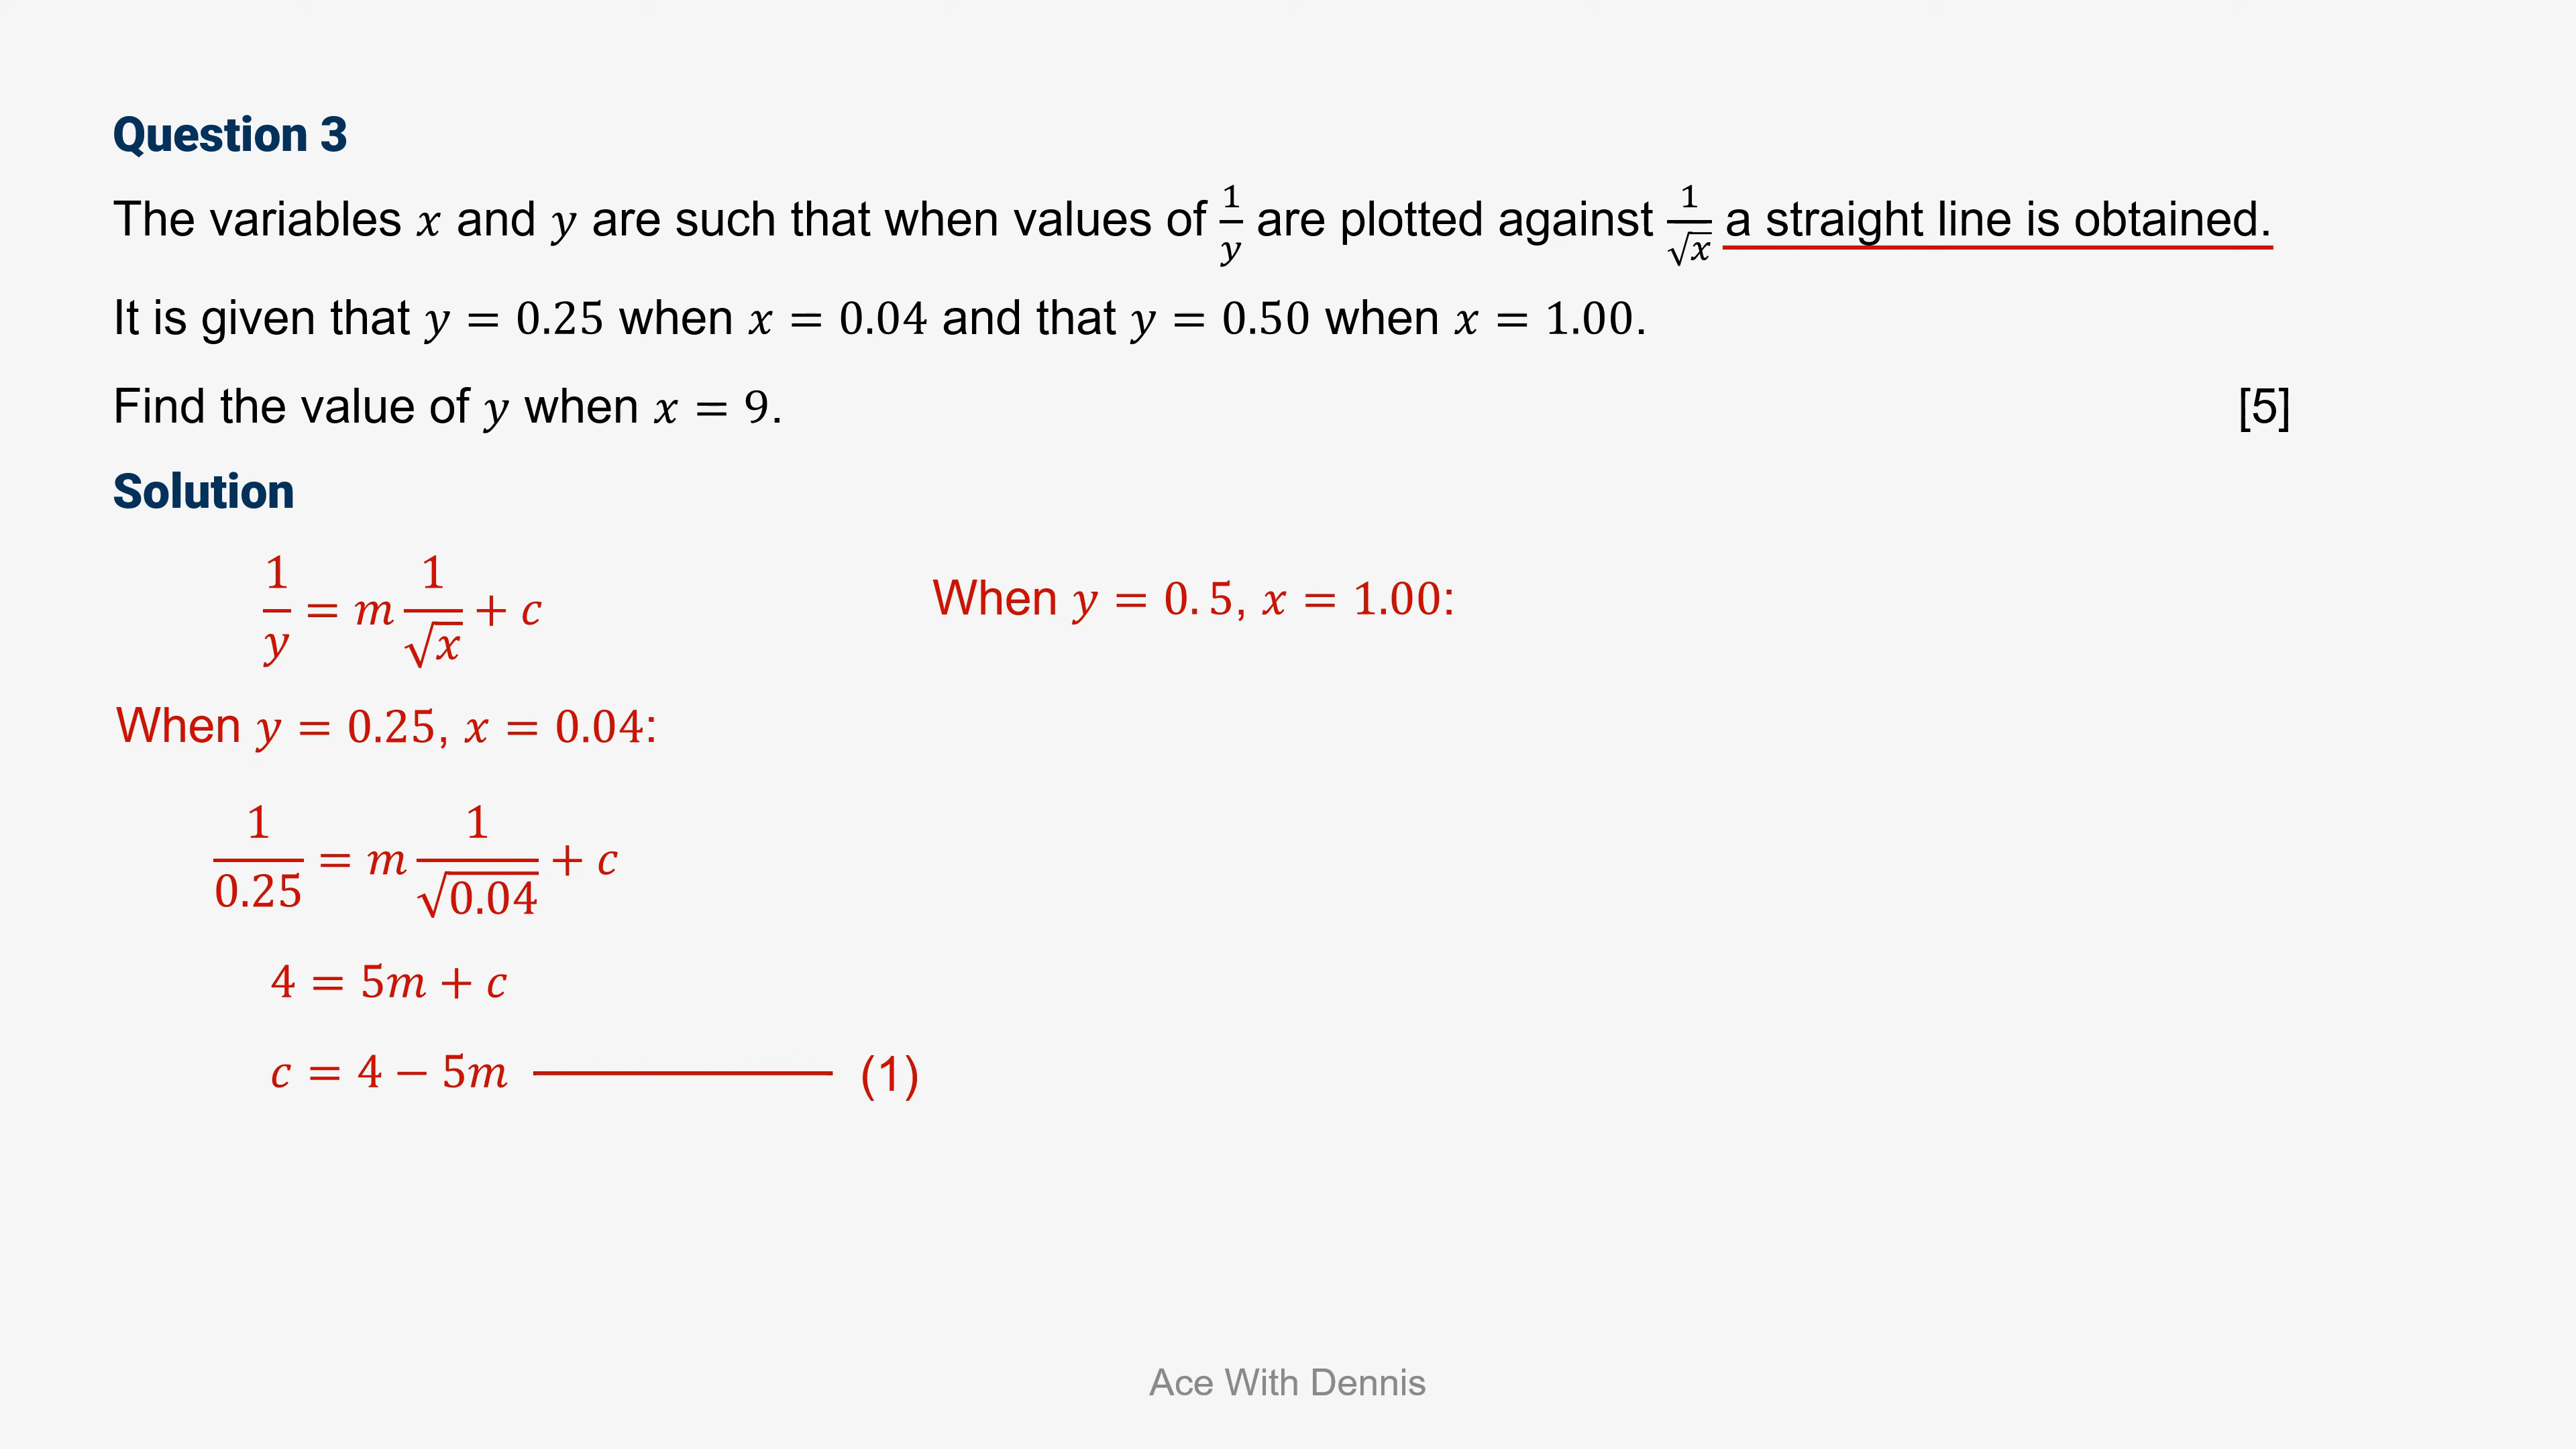 Question 3
The variables x and y are such that when values of 1/y are plotted against 1/√x a straight line is obtained.
It is given that y = 0.25 when x = 0.04 and that y = 0.50 when x = 1.00.
Find the value of y when x = 9. [5]
Solution
1/y = m 1/√x + c
When y = 0.25, x = 0.04:
1/0.25 = m 1/√0.04 + c
4 = 5m + c
c = 4 − 5m (1)
When y = 0.5, x = 1.00:
Ace With Dennis